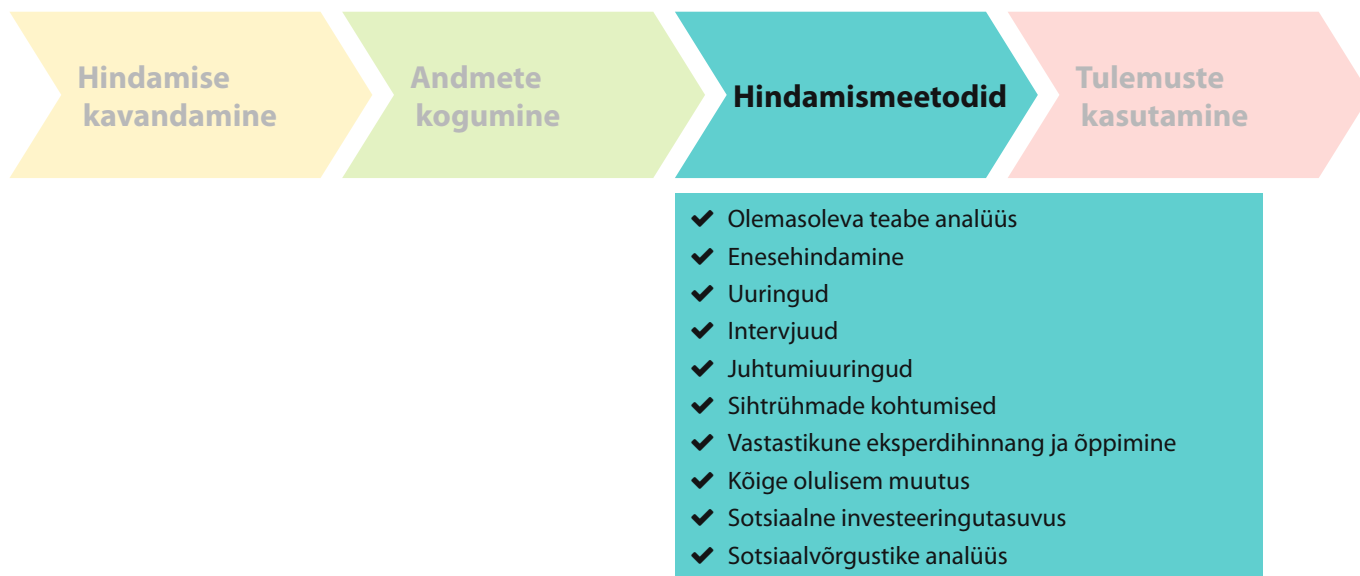 Hindamise
kavandamine
Andmete
kogumine
Hindamismeetodid
Tulemuste
kasutamine
Olemasoleva teabe analüüs
Enesehindamine
Uuringud
Intervjuud
Juhtumiuuringud
Sihtrühmade kohtumised
Vastastikune eksperdihinnang ja õppimine
Kõige olulisem muutus
Sotsiaalne investeeringutasuvus
Sotsiaalvõrgustike analüüs